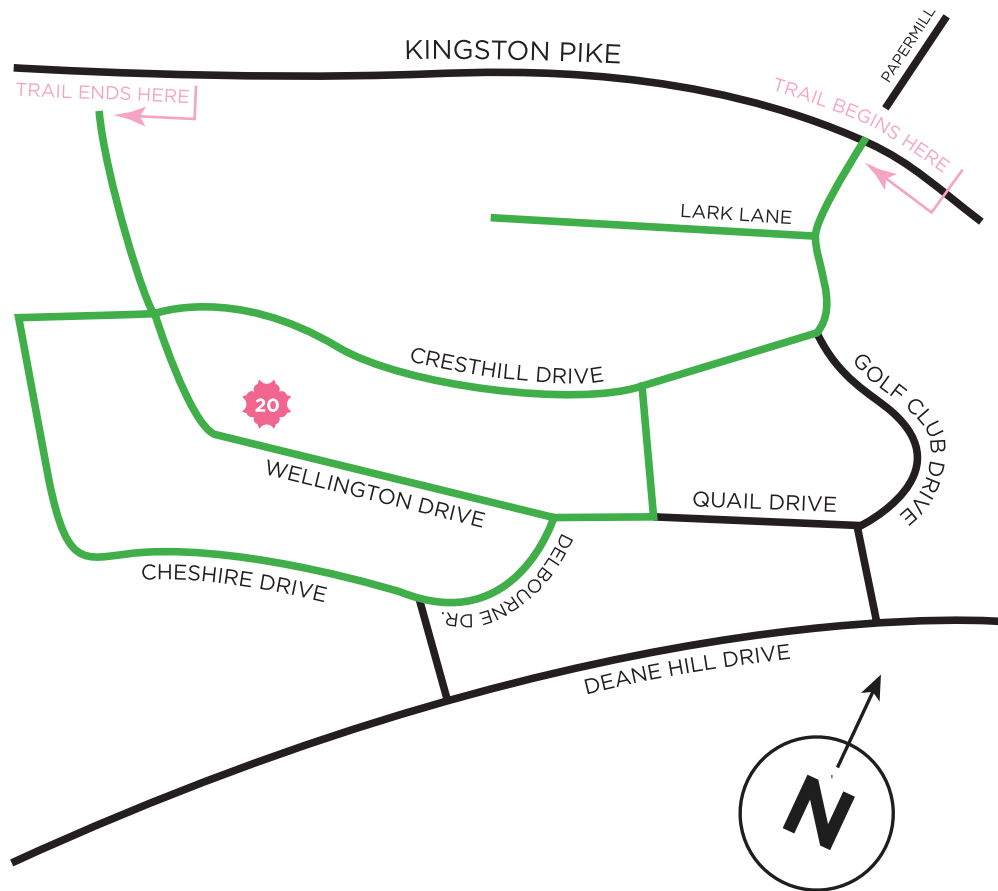 KINGSTON PIKE
PAPERMILL
TRAIL ENDS HERE
TRAIL BEGINS HERE
LARK LANE
CRESTHILL DRIVE
GOLF CLUB DRIVE
20
WELLINGTON DRIVE
QUAIL DRIVE
DELBOURNE DR.
CHESHIRE DRIVE
DEANE HILL DRIVE
N